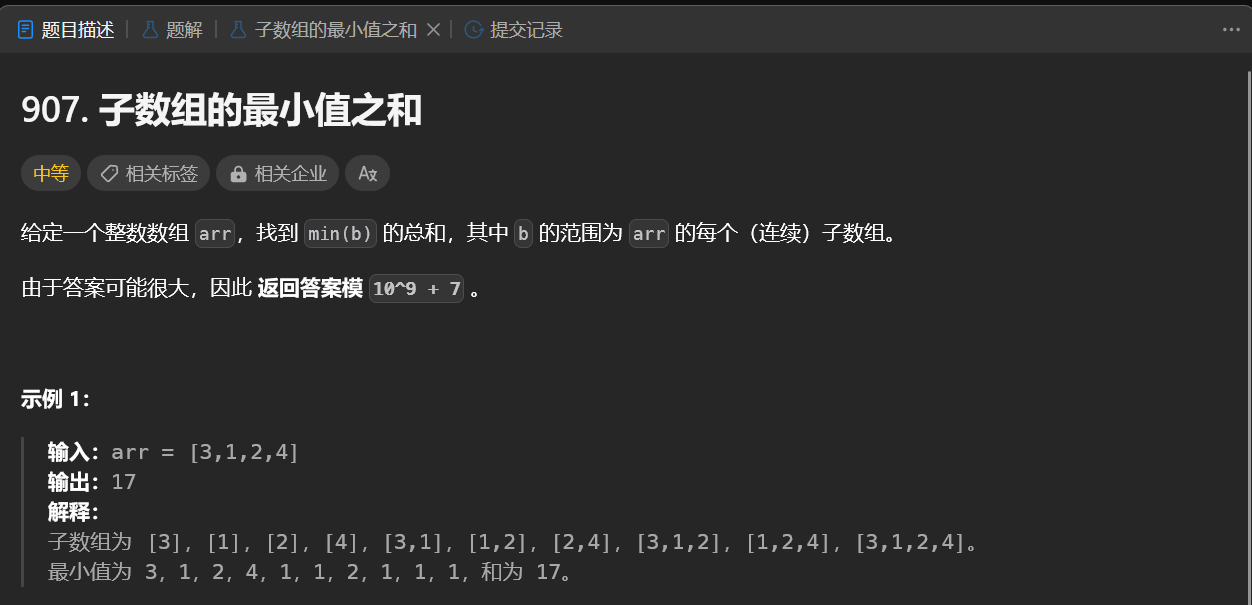 题目描述 题解 子数组的最小值之和 提交记录
907. 子数组的最小值之和
中等 相关标签 相关企业
给定一个整数数组 arr，找到 min(b) 的总和，其中 b 的范围为 arr 的每个（连续）子数组。
由于答案可能很大，因此 返回答案模 10^9 + 7 。
示例 1：
输入：arr = [3,1,2,4]
输出：17
解释：
子数组为 [3], [1], [2], [4], [3,1], [1,2], [2,4], [3,1,2], [1,2,4], [3,1,2,4]。
最小值为 3, 1, 2, 4, 1, 1, 2, 1, 1, 1, 和为 17。